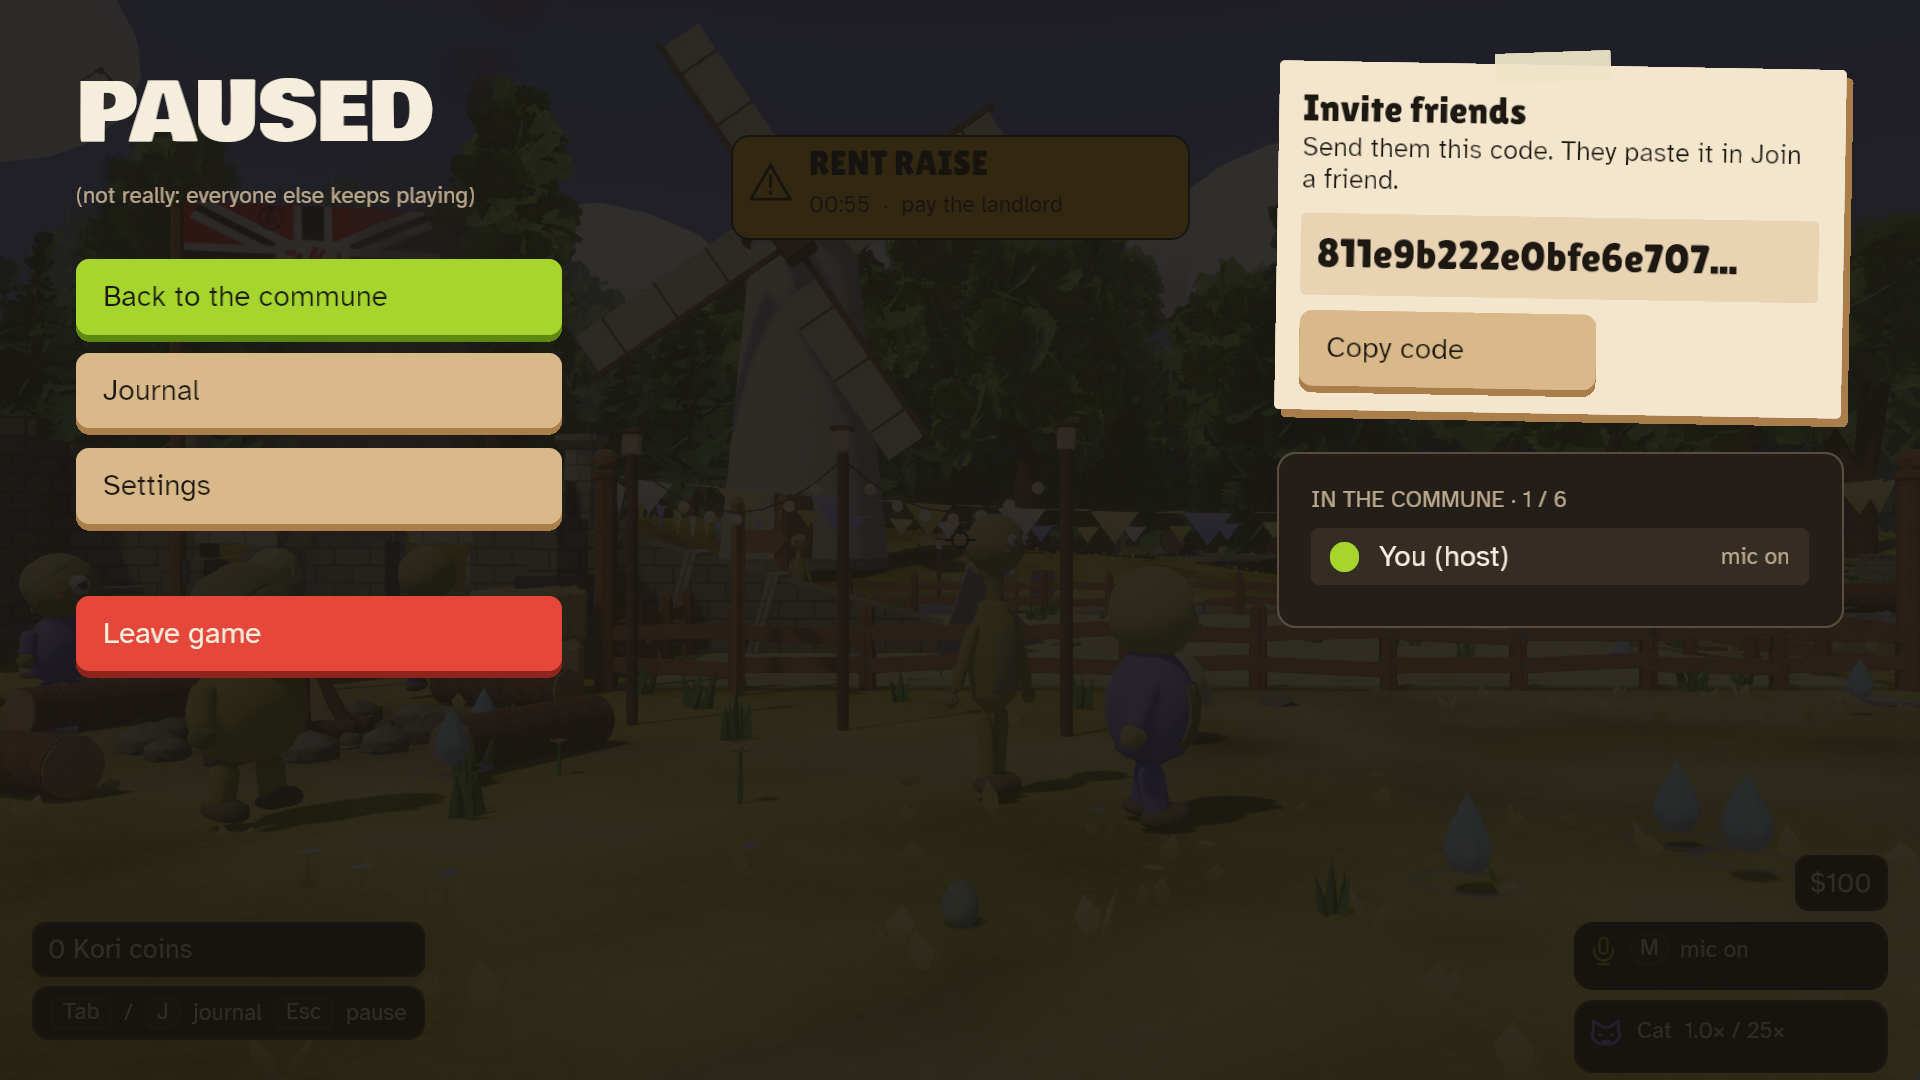 PAUSED
(not really: everyone else keeps playing)
Back to the commune
Journal
Settings
Leave game
RENT RAISE
00:55 · pay the landlord
Invite friends
Send them this code. They paste it in Join
a friend.
811e9b222e0bfe6e707...
Copy code
IN THE COMMUNE · 1 / 6
You (host) mic on
0 Kori coins
Tab / J journal Esc pause
$100
M mic on
Cat 1.0× / 25×